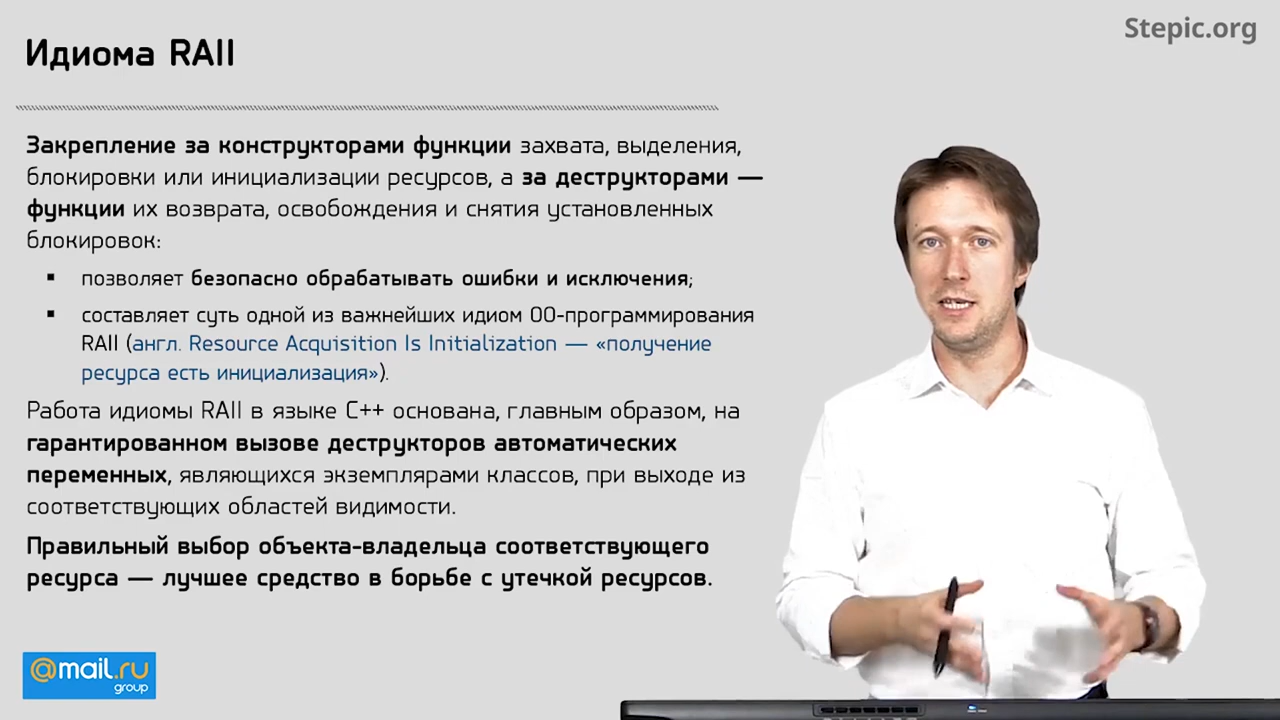 Stepic.org
Идиома RAII
Закрепление за конструкторами функции захвата, выделения,
блокировки или инициализации ресурсов, а за деструкторами —
функции их возврата, освобождения и снятия установленных
блокировок:
▪ позволяет безопасно обрабатывать ошибки и исключения;
▪ составляет суть одной из важнейших идиом ОО-программирования
RAII (англ. Resource Acquisition Is Initialization — «получение
ресурса есть инициализация»).
Работа идиомы RAII в языке C++ основана, главным образом, на
гарантированном вызове деструкторов автоматических
переменных, являющихся экземплярами классов, при выходе из
соответствующих областей видимости.
Правильный выбор объекта-владельца соответствующего
ресурса — лучшее средство в борьбе с утечкой ресурсов.
@mail.ru
group